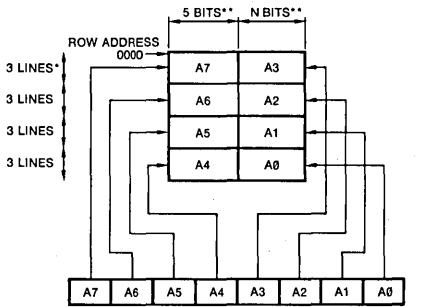 5 BITS** N BITS**
ROW ADDRESS
0000
3 LINES* A7 A3
3 LINES A6 A2
3 LINES A5 A1
3 LINES A4 A0
A7 A6 A5 A4 A3 A2 A1 A0